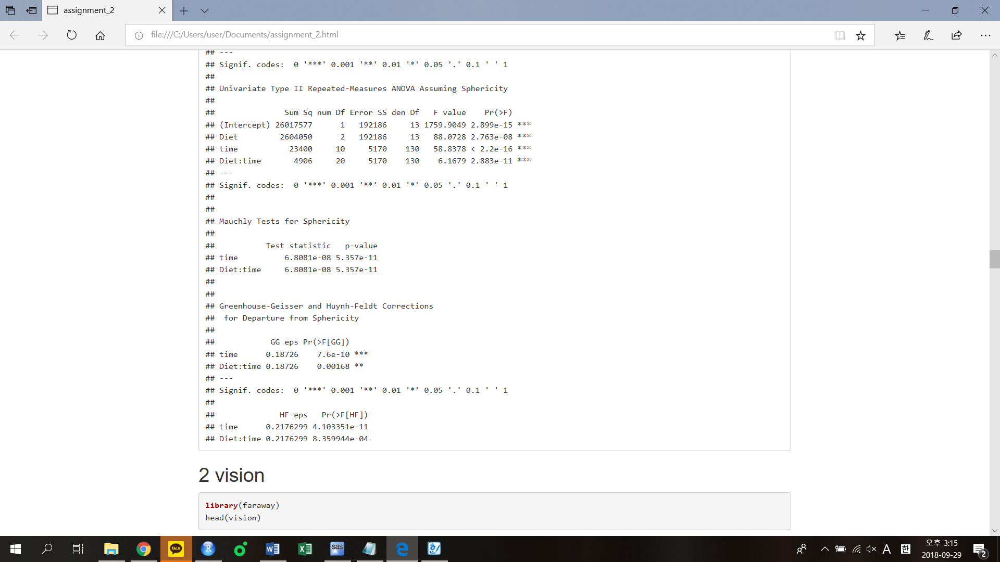 assignment_2
file:///C:/Users/user/Documents/assignment_2.html
## ---
## Signif. codes:  0 '***' 0.001 '**' 0.01 '*' 0.05 '.' 0.1 ' ' 1
##
## Univariate Type II Repeated-Measures ANOVA Assuming Sphericity
##
##               Sum Sq num Df Error SS den Df   F value    Pr(>F)
## (Intercept) 26017577      1   192186     13 1759.9049 2.899e-15 ***
## Diet         2604050      2   192186     13   88.0728 2.763e-08 ***
## time           23400     10     5170    130   58.8378 < 2.2e-16 ***
## Diet:time       4906     20     5170    130    6.1679 2.883e-11 ***
## ---
## Signif. codes:  0 '***' 0.001 '**' 0.01 '*' 0.05 '.' 0.1 ' ' 1
##
##
## Mauchly Tests for Sphericity
##
##           Test statistic   p-value
## time          6.8081e-08 5.357e-11
## Diet:time     6.8081e-08 5.357e-11
##
##
## Greenhouse-Geisser and Huynh-Feldt Corrections
##  for Departure from Sphericity
##
##            GG eps Pr(>F[GG])
## time      0.18726    7.6e-10 ***
## Diet:time 0.18726    0.00168 **
## ---
## Signif. codes:  0 '***' 0.001 '**' 0.01 '*' 0.05 '.' 0.1 ' ' 1
##
##              HF eps   Pr(>F[HF])
## time      0.2176299 4.103351e-11
## Diet:time 0.2176299 8.359944e-04
2 vision
library(faraway)
head(vision)
TALK
R
sas
A
한
오후 3:15
2018-09-29
2